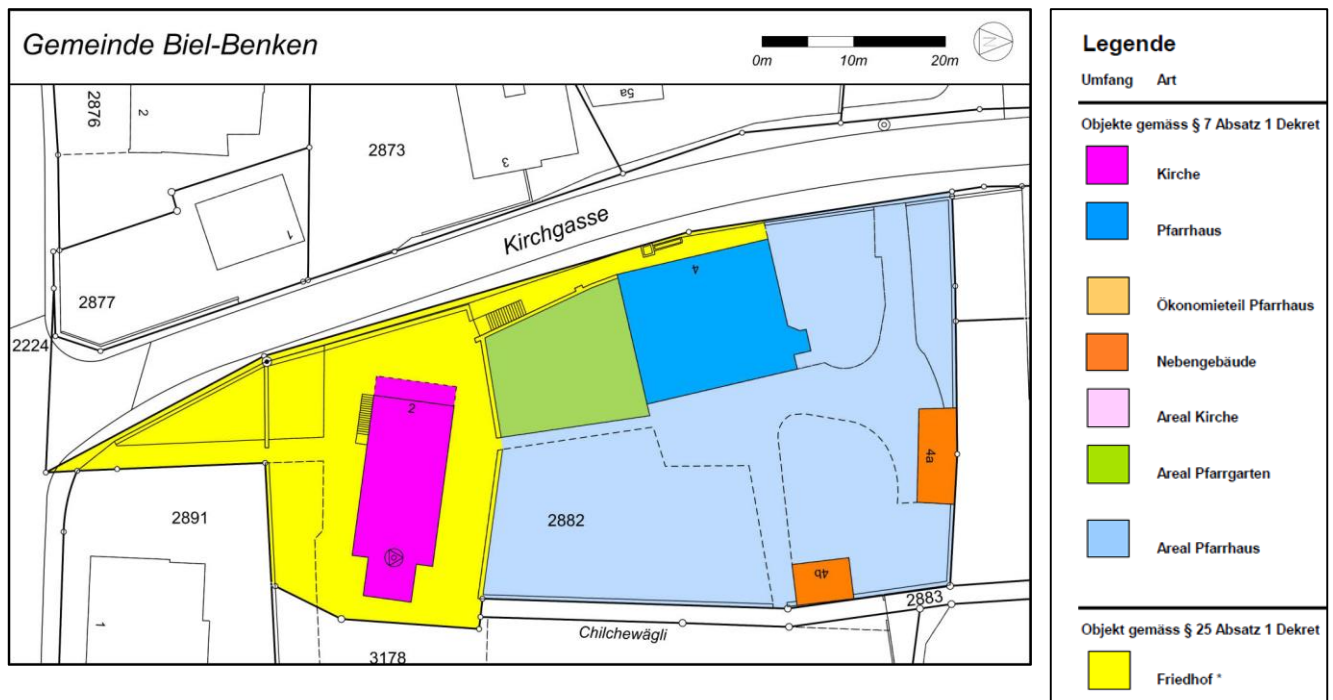 Gemeinde Biel-Benken
0m 10m 20m
N
2876
2
2873
3
5a
1
2877
Kirchgasse
2224
4
2
2891
2882
4a
4b
2883
1
Chilchewägli
3178
Legende
Umfang Art
Objekte gemäss § 7 Absatz 1 Dekret
Kirche
Pfarrhaus
Ökonomieteil Pfarrhaus
Nebengebäude
Areal Kirche
Areal Pfarrgarten
Areal Pfarrhaus
Objekt gemäss § 25 Absatz 1 Dekret
Friedhof *